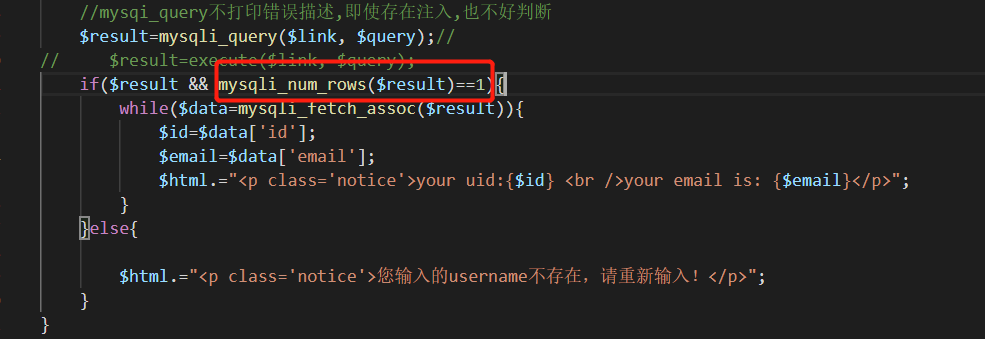 //mysqi_query不打印错误描述,即使存在注入,也不好判断
$result=mysqli_query($link, $query);//
//     $result=execute($link, $query);
if($result && mysqli_num_rows($result)==1){
while($data=mysqli_fetch_assoc($result)){
$id=$data['id'];
$email=$data['email'];
$html.="<p class='notice'>your uid:{$id} <br />your email is: {$email}</p>";
}
}else{
$html.="<p class='notice'>您输入的username不存在，请重新输入！</p>";
}
}